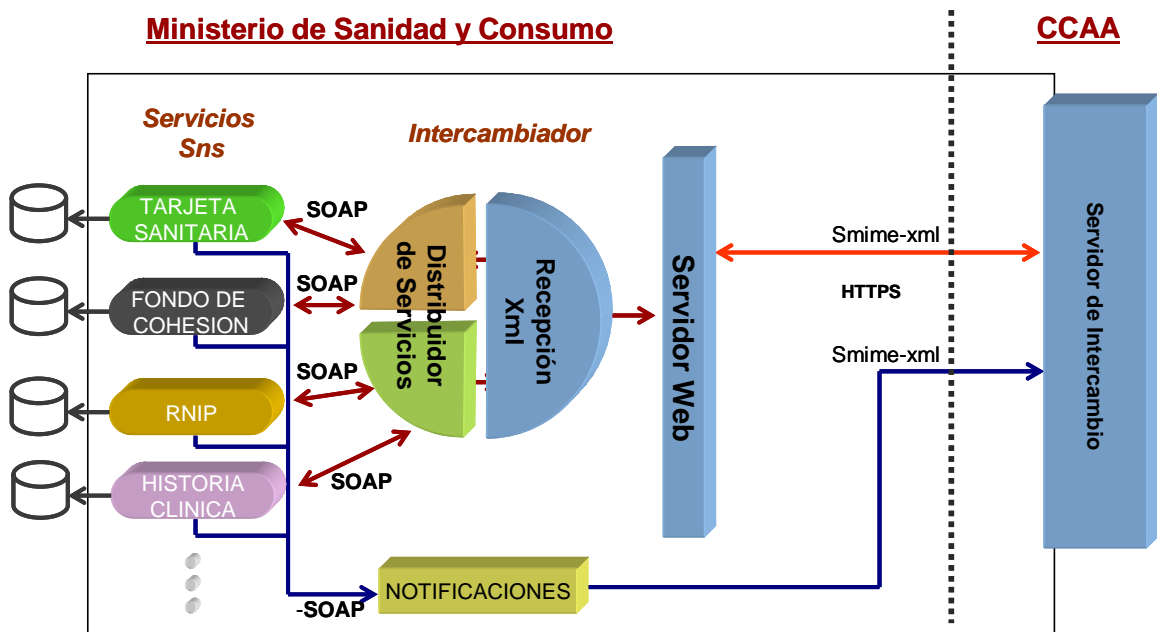 Ministerio de Sanidad y Consumo
CCAA
Servicios
Sns
Intercambiador
TARJETA
SANITARIA
SOAP
FONDO DE
COHESION
SOAP
RNIP
SOAP
HISTORIA
CLINICA
SOAP
Distribuidor
de Servicios
Recepción
Xml
Servidor Web
Smime-xml
HTTPS
Smime-xml
Servidor de Intercambio
-SOAP
NOTIFICACIONES